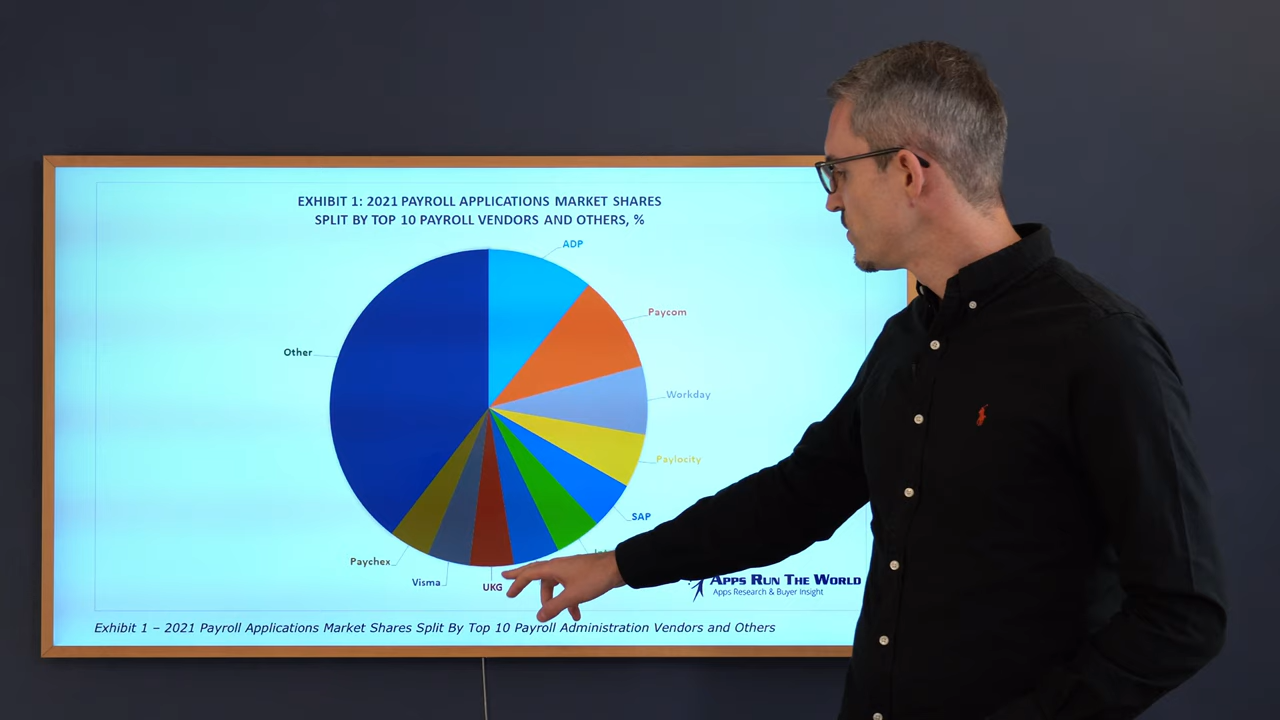 EXHIBIT 1: 2021 PAYROLL APPLICATIONS MARKET SHARES
SPLIT BY TOP 10 PAYROLL VENDORS AND OTHERS, %
ADP
Paycom
Other
Workday
Paylocity
SAP
Paychex
Visma
UKG
APPS RUN THE WORLD
Apps Research & Buyer Insight
Exhibit 1 – 2021 Payroll Applications Market Shares Split By Top 10 Payroll Administration Vendors and Others